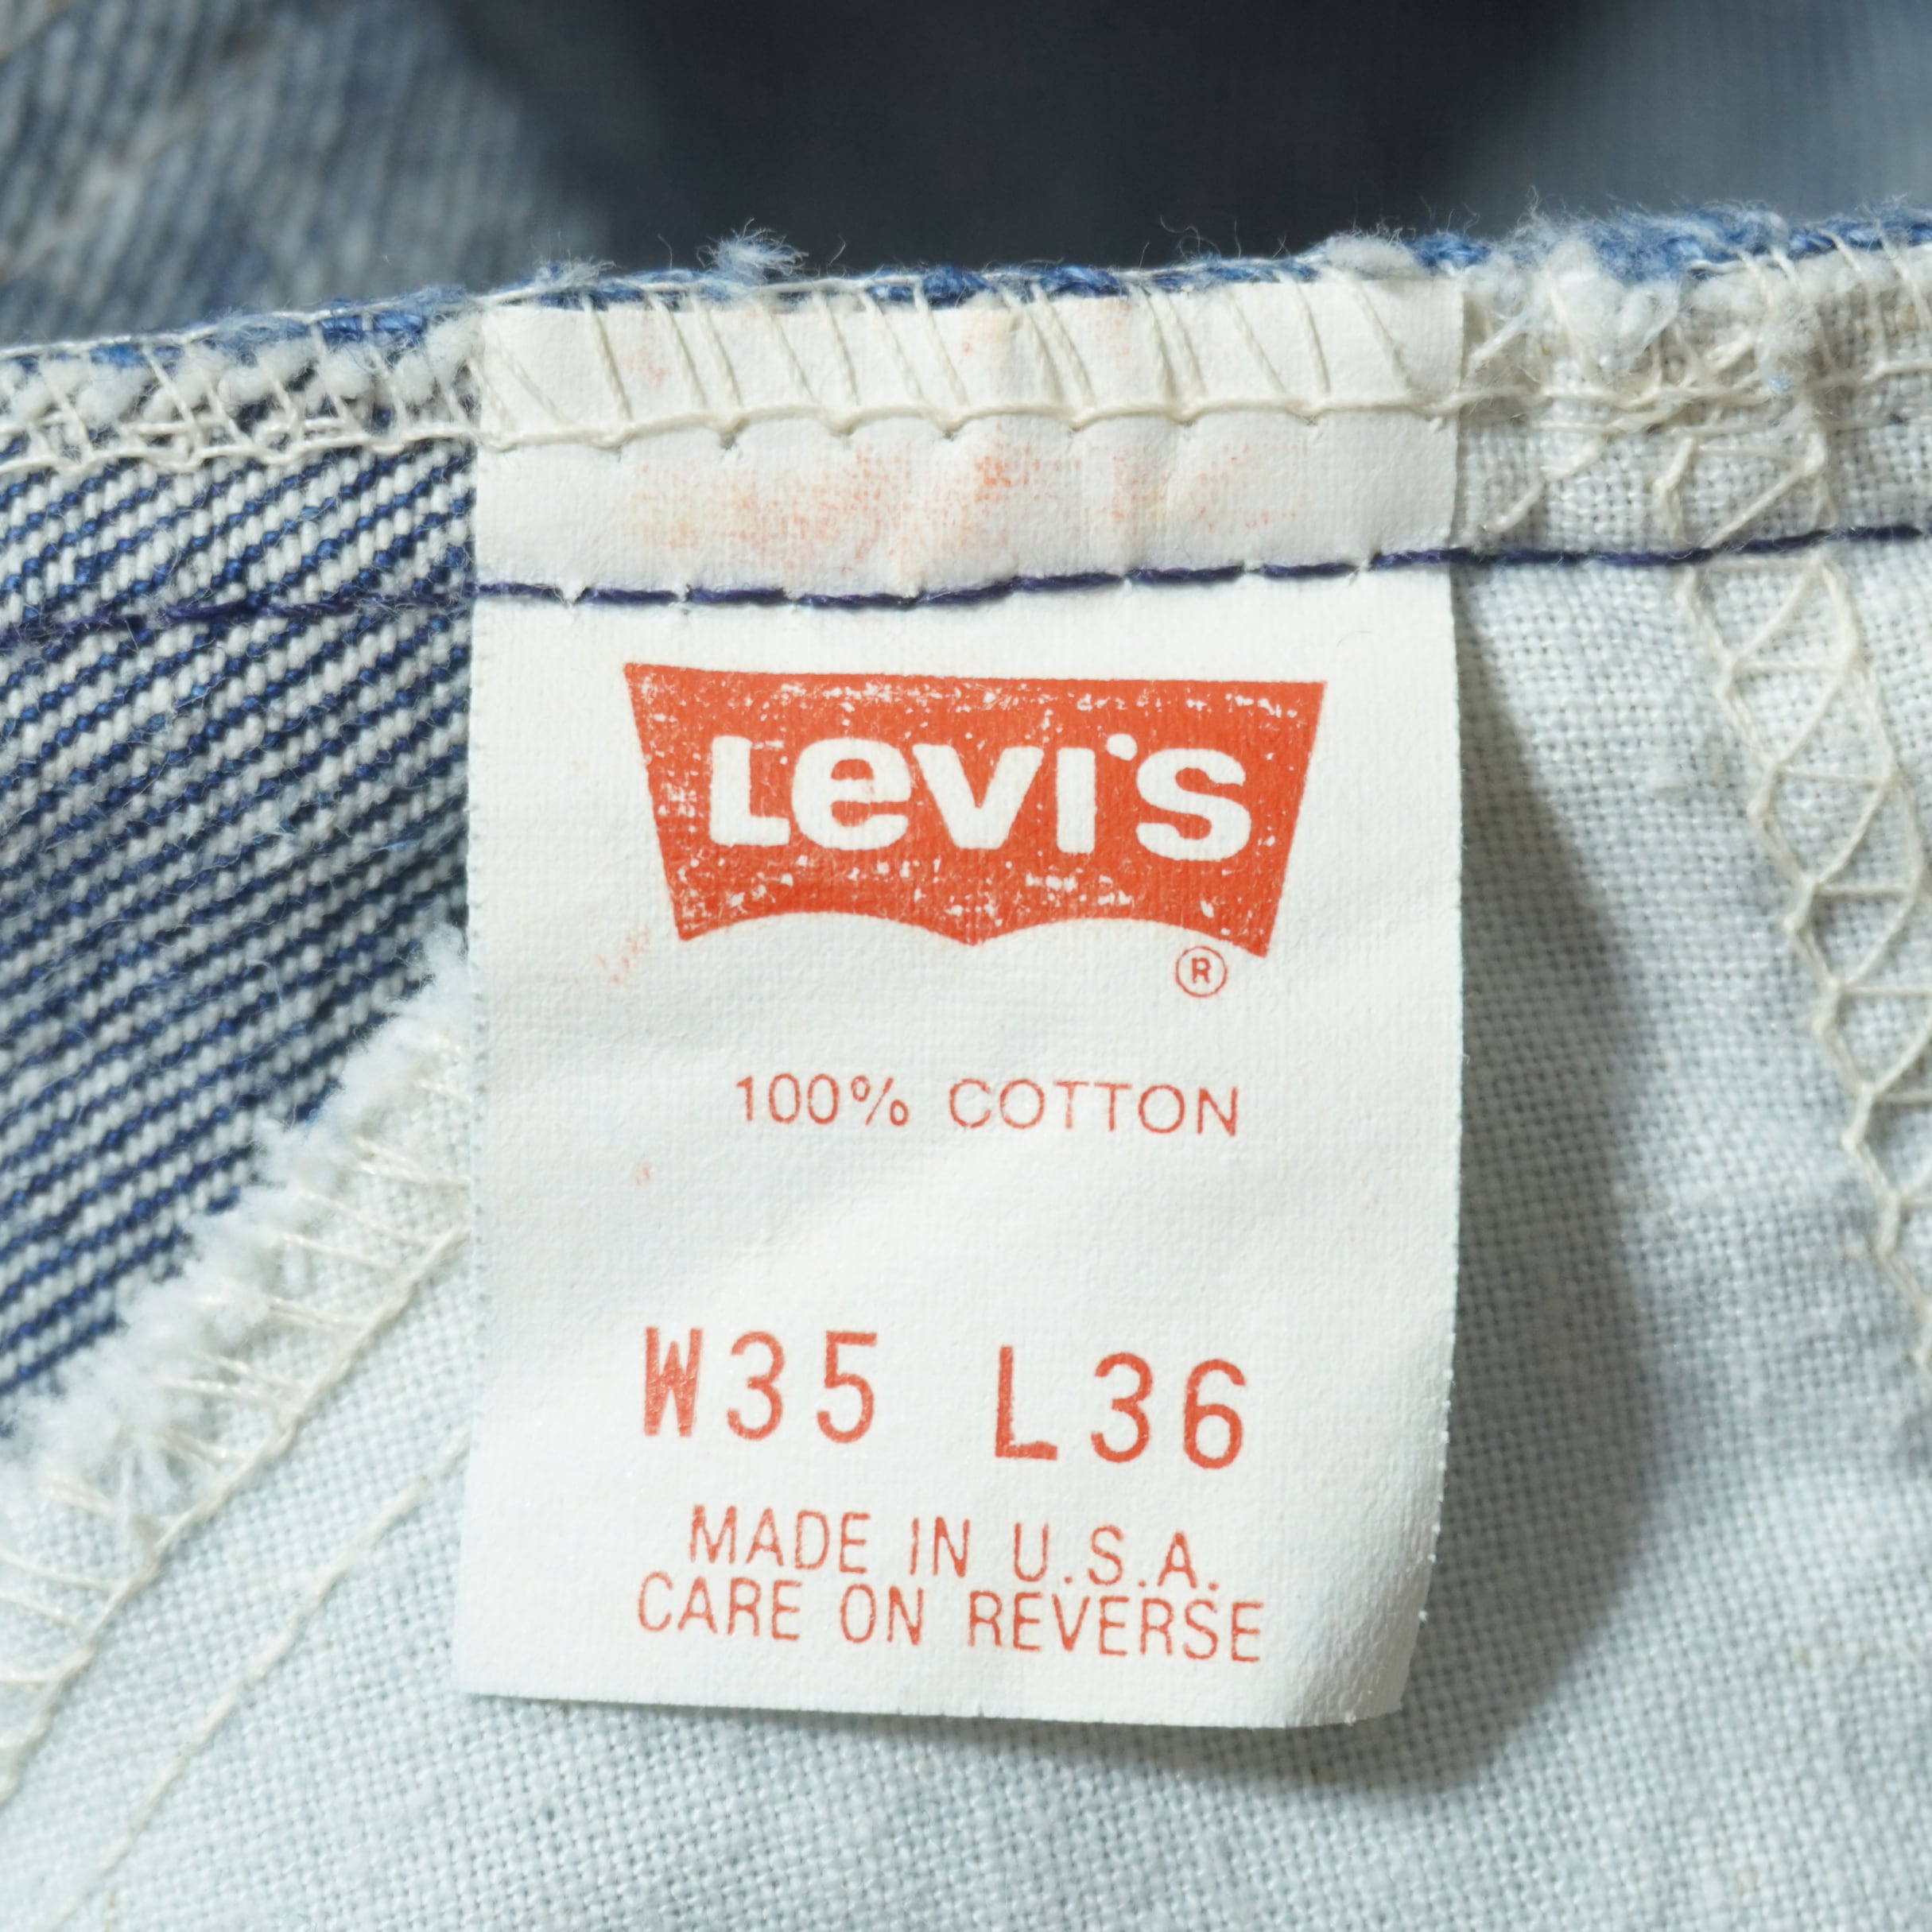 Levi's
®
100% COTTON
W35 L36
MADE IN U.S.A.
CARE ON REVERSE